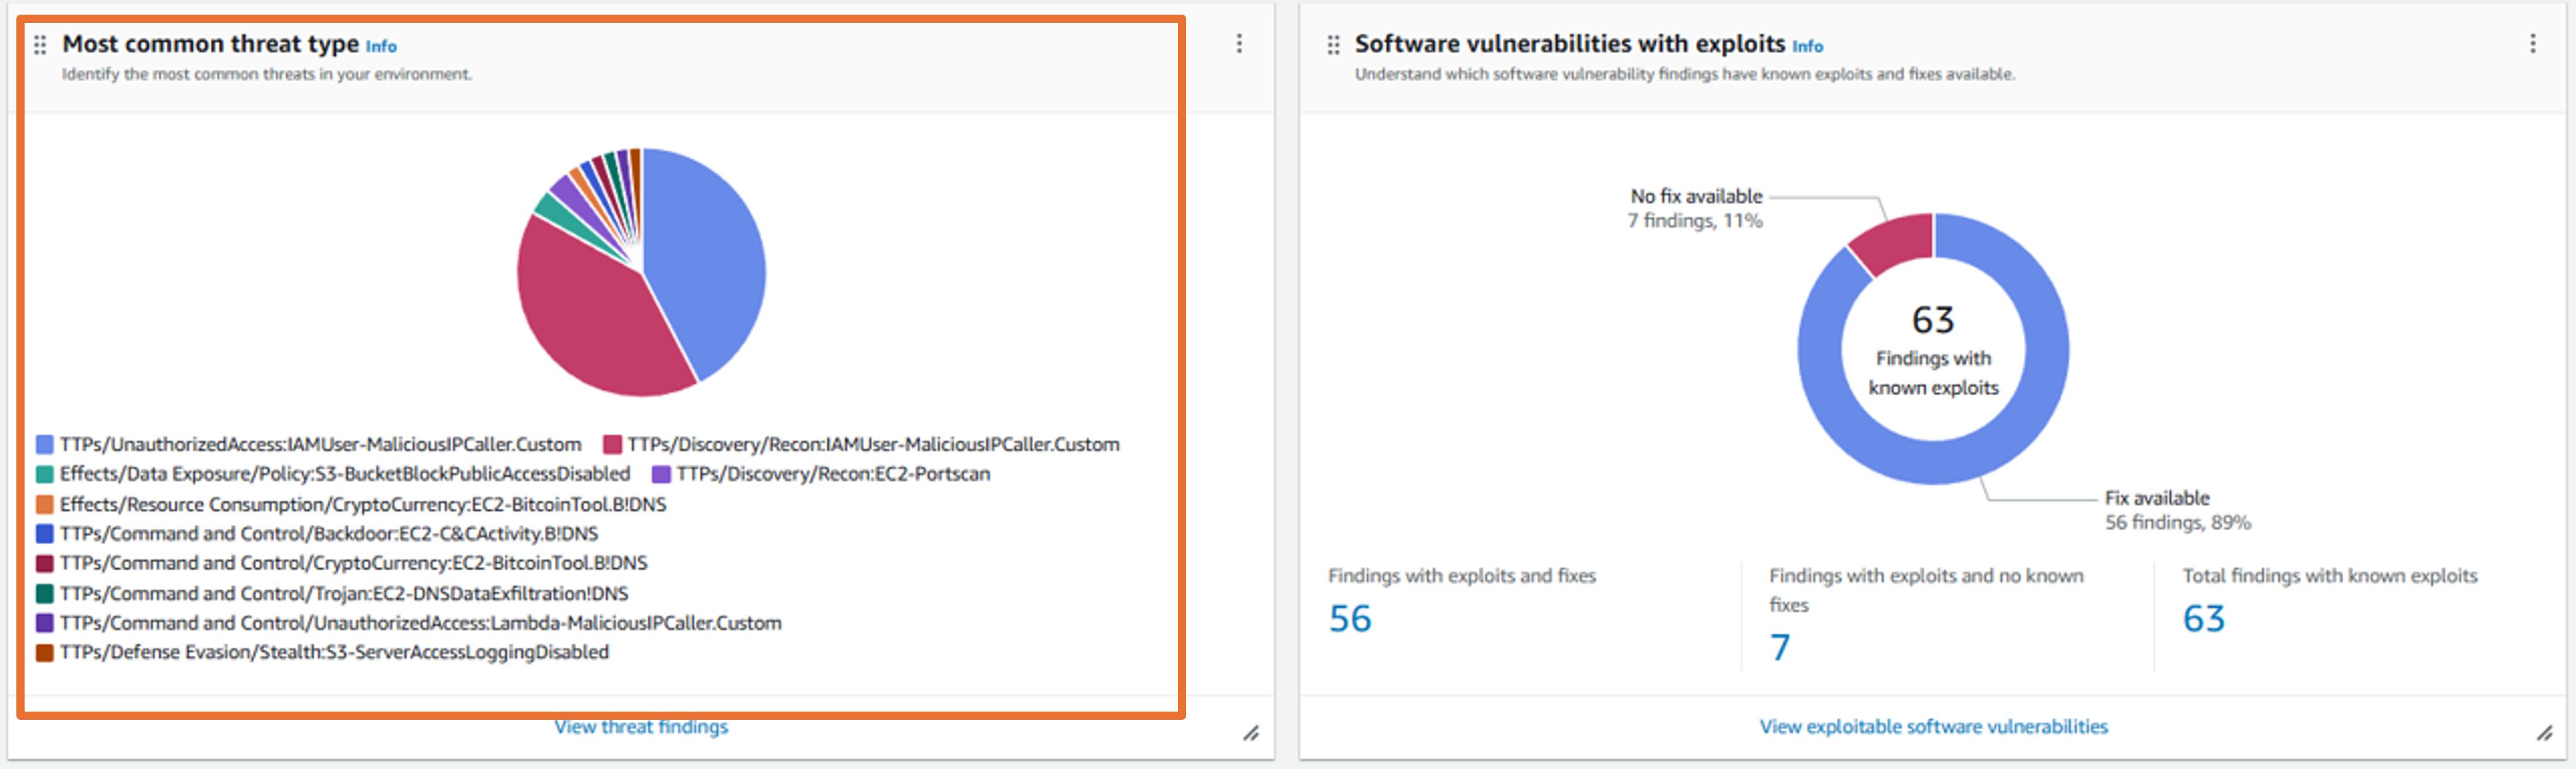 Most common threat type Info
Identify the most common threats in your environment.
TTPs/UnauthorizedAccess:IAMUser-MaliciousIPCaller.Custom
TTPs/Discovery/Recon:IAMUser-MaliciousIPCaller.Custom
Effects/Data Exposure/Policy:S3-BucketBlockPublicAccessDisabled
TTPs/Discovery/Recon:EC2-Portscan
Effects/Resource Consumption/CryptoCurrency:EC2-BitcoinTool.B!DNS
TTPs/Command and Control/Backdoor:EC2-C&CActivity.B!DNS
TTPs/Command and Control/CryptoCurrency:EC2-BitcoinTool.B!DNS
TTPs/Command and Control/Trojan:EC2-DNSDataExfiltration!DNS
TTPs/Command and Control/UnauthorizedAccess:Lambda-MaliciousIPCaller.Custom
TTPs/Defense Evasion/Stealth:S3-ServerAccessLoggingDisabled
View threat findings
Software vulnerabilities with exploits Info
Understand which software vulnerability findings have known exploits and fixes available.
No fix available
7 findings, 11%
63
Findings with
known exploits
Fix available
56 findings, 89%
Findings with exploits and fixes
56
Findings with exploits and no known
fixes
7
Total findings with known exploits
63
View exploitable software vulnerabilities